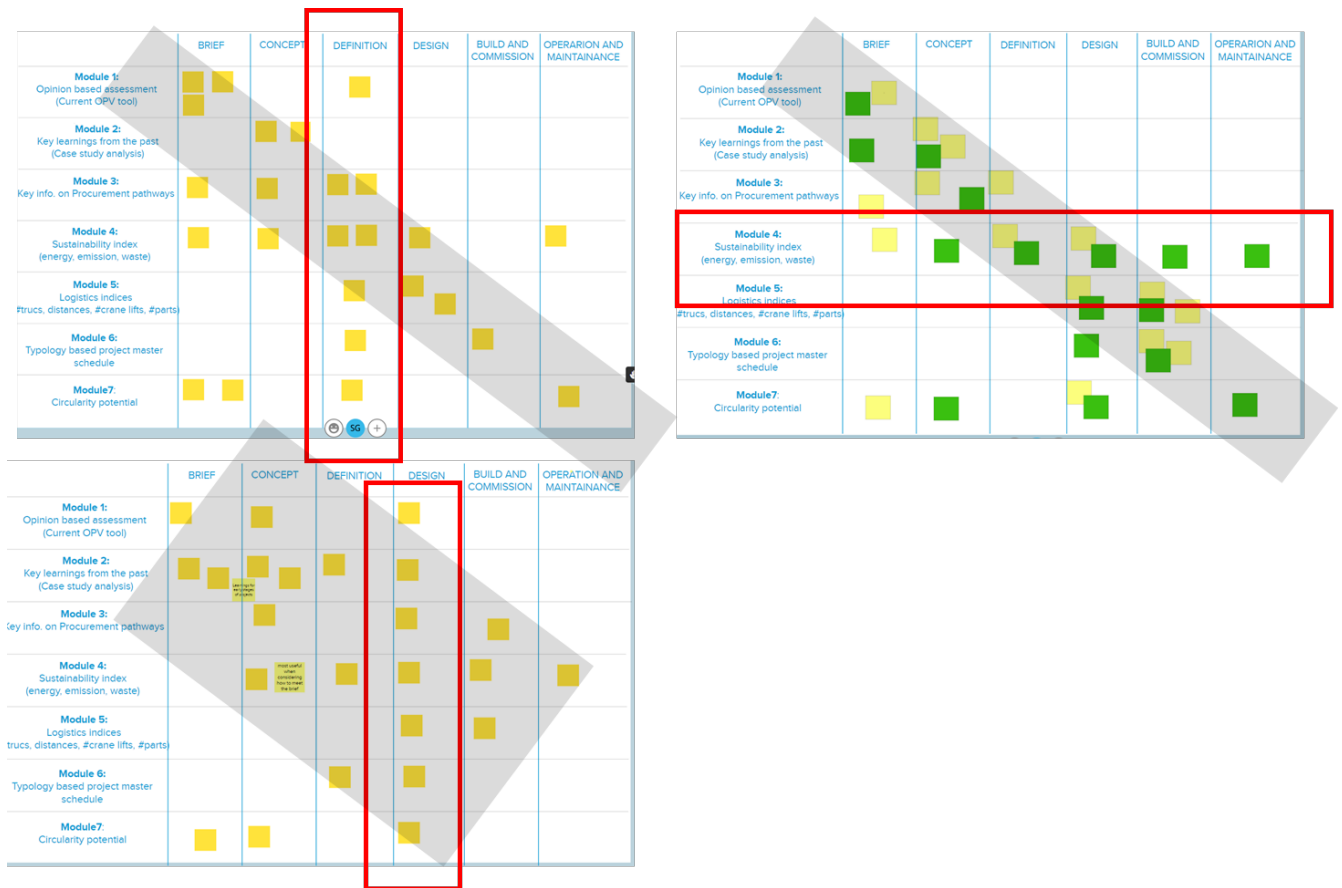 BRIEF CONCEPT DEFINITION DESIGN BUILD AND COMMISSION OPERARION AND MAINTAINANCE
Module 1:
Opinion based assessment
(Current OPV tool)
Module 2:
Key learnings from the past
(Case study analysis)
Module 3:
Key info. on Procurement pathways
Module 4:
Sustainability index
(energy, emission, waste)
Module 5:
Logistics indices
#trucs, distances, #crane lifts, #parts)
Module 6:
Typology based project master
schedule
Module7:
Circularity potential
SG
BRIEF CONCEPT DEFINITION DESIGN BUILD AND COMMISSION OPERARION AND MAINTAINANCE
Module 1:
Opinion based assessment
(Current OPV tool)
Module 2:
Key learnings from the past
(Case study analysis)
Module 3:
Key info. on Procurement pathways
Module 4:
Sustainability index
(energy, emission, waste)
Module 5:
Logistics indices
#trucs, distances, #crane lifts, #parts)
Module 6:
Typology based project master
schedule
Module7:
Circularity potential
BRIEF CONCEPT DEFINITION DESIGN BUILD AND COMMISSION OPERATION AND MAINTAINANCE
Module 1:
Opinion based assessment
(Current OPV tool)
Module 2:
Key learnings from the past
(Case study analysis)
Module 3:
Key info. on Procurement pathways
Module 4:
Sustainability index
(energy, emission, waste)
most useful
when
considering
how to meet
the brief
Module 5:
Logistics indices
trucs, distances, #crane lifts, #parts)
Module 6:
Typology based project master
schedule
Module7:
Circularity potential